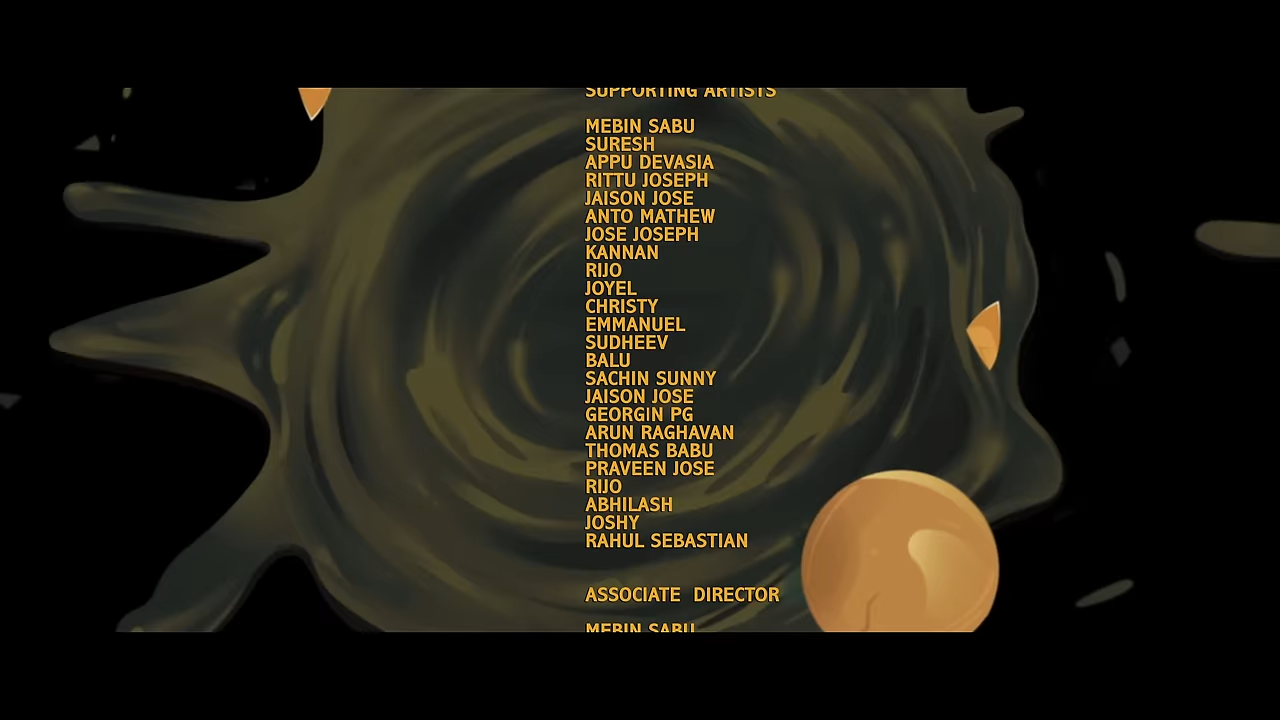 SUPPORTING ARTISTS
MEBIN SABU
SURESH
APPU DEVASIA
RITTU JOSEPH
JAISON JOSE
ANTO MATHEW
JOSE JOSEPH
KANNAN
RIJO
JOYEL
CHRISTY
EMMANUEL
SUDHEEV
BALU
SACHIN SUNNY
JAISON JOSE
GEORGIN PG
ARUN RAGHAVAN
THOMAS BABU
PRAVEEN JOSE
RIJO
ABHILASH
JOSHY
RAHUL SEBASTIAN
ASSOCIATE  DIRECTOR
MEBIN SABU